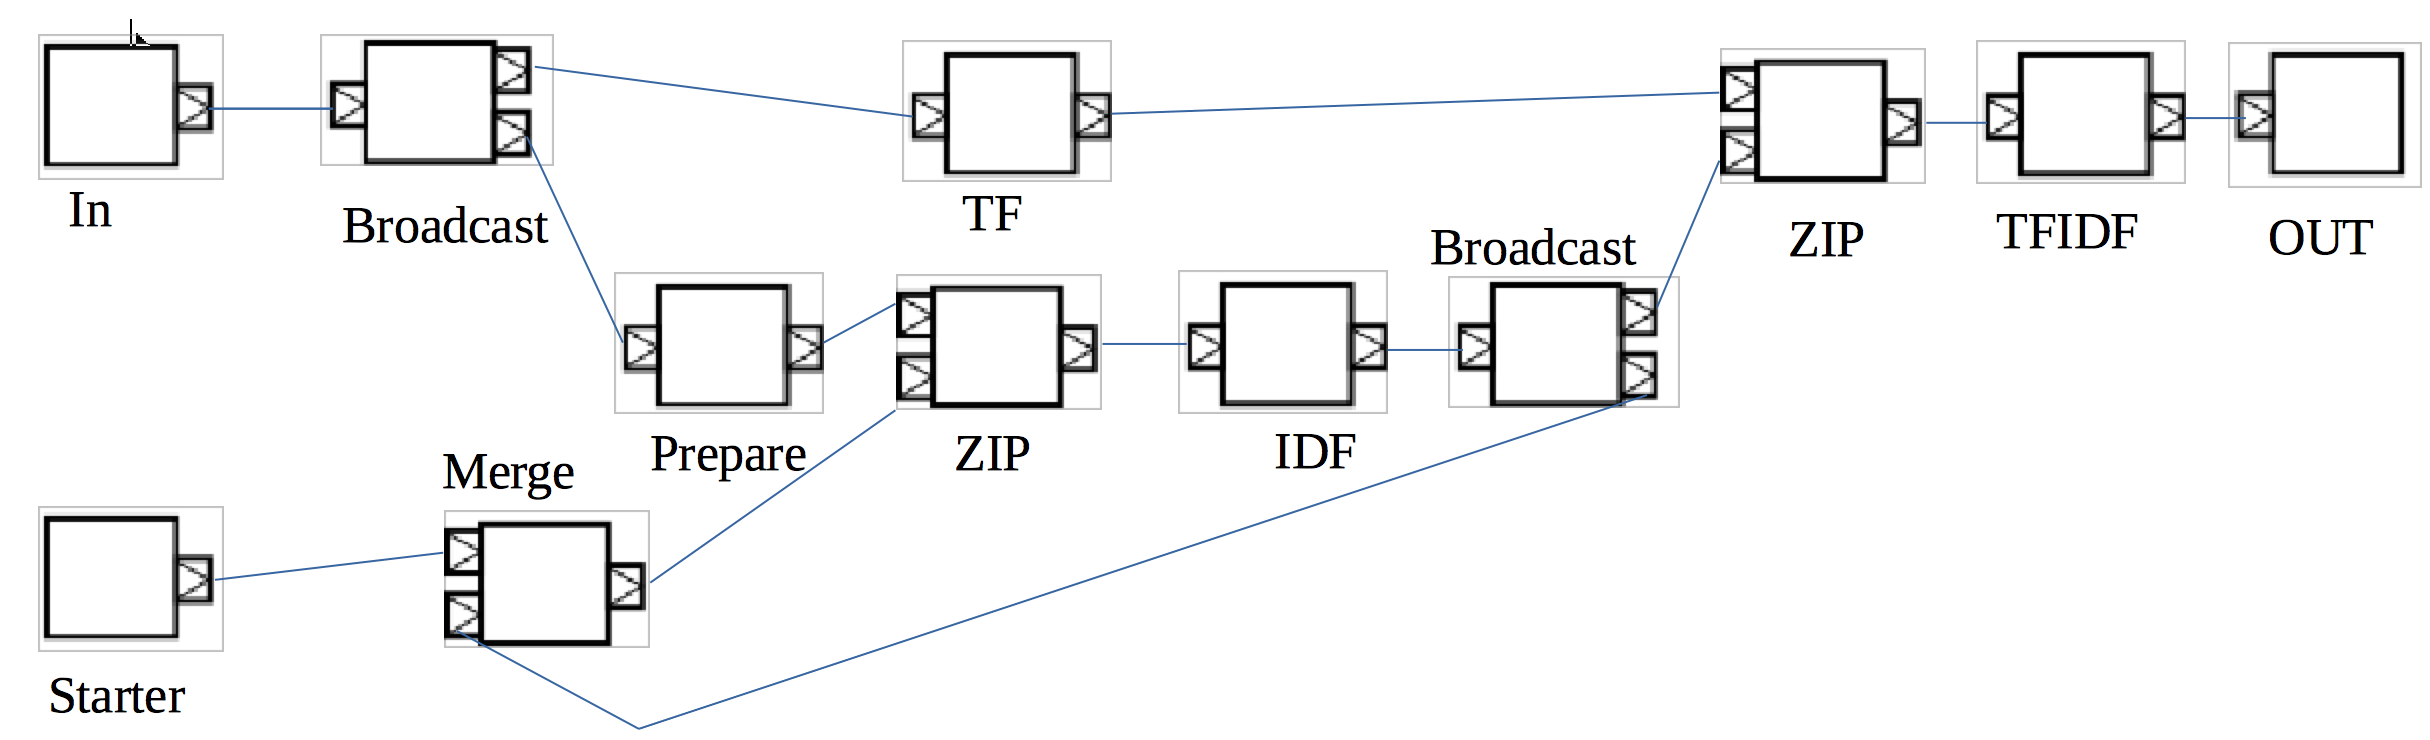 In
Broadcast
TF
ZIP
TFIDF
OUT
Broadcast
Prepare
ZIP
IDF
Merge
Starter